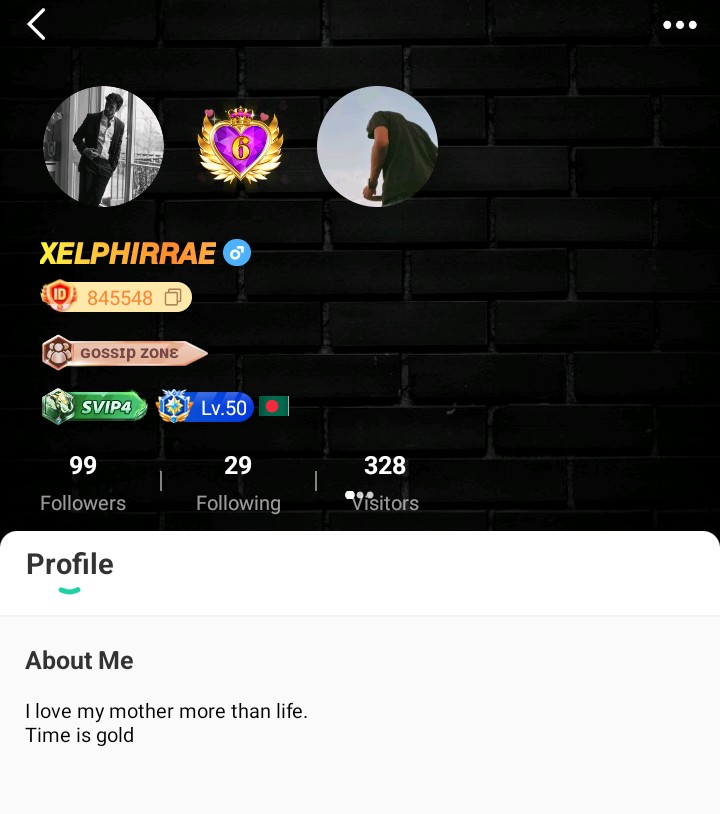 6
XELPHIRRAE
ID 845548
GOSSIP ZONE
SVIP4 Lv.50
99 29 328
Followers Following Visitors
Profile
About Me
I love my mother more than life.
Time is gold